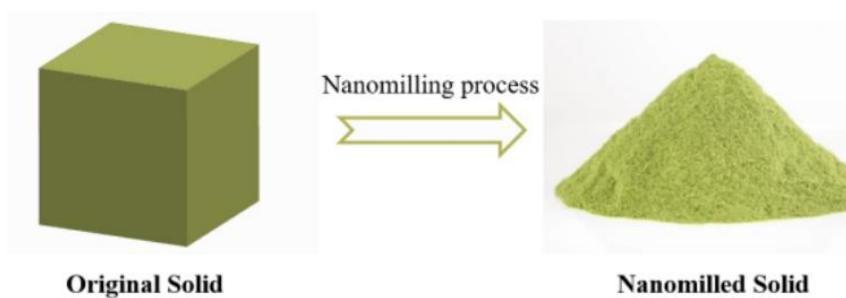 Nanomilling process
Original Solid
Nanomilled Solid